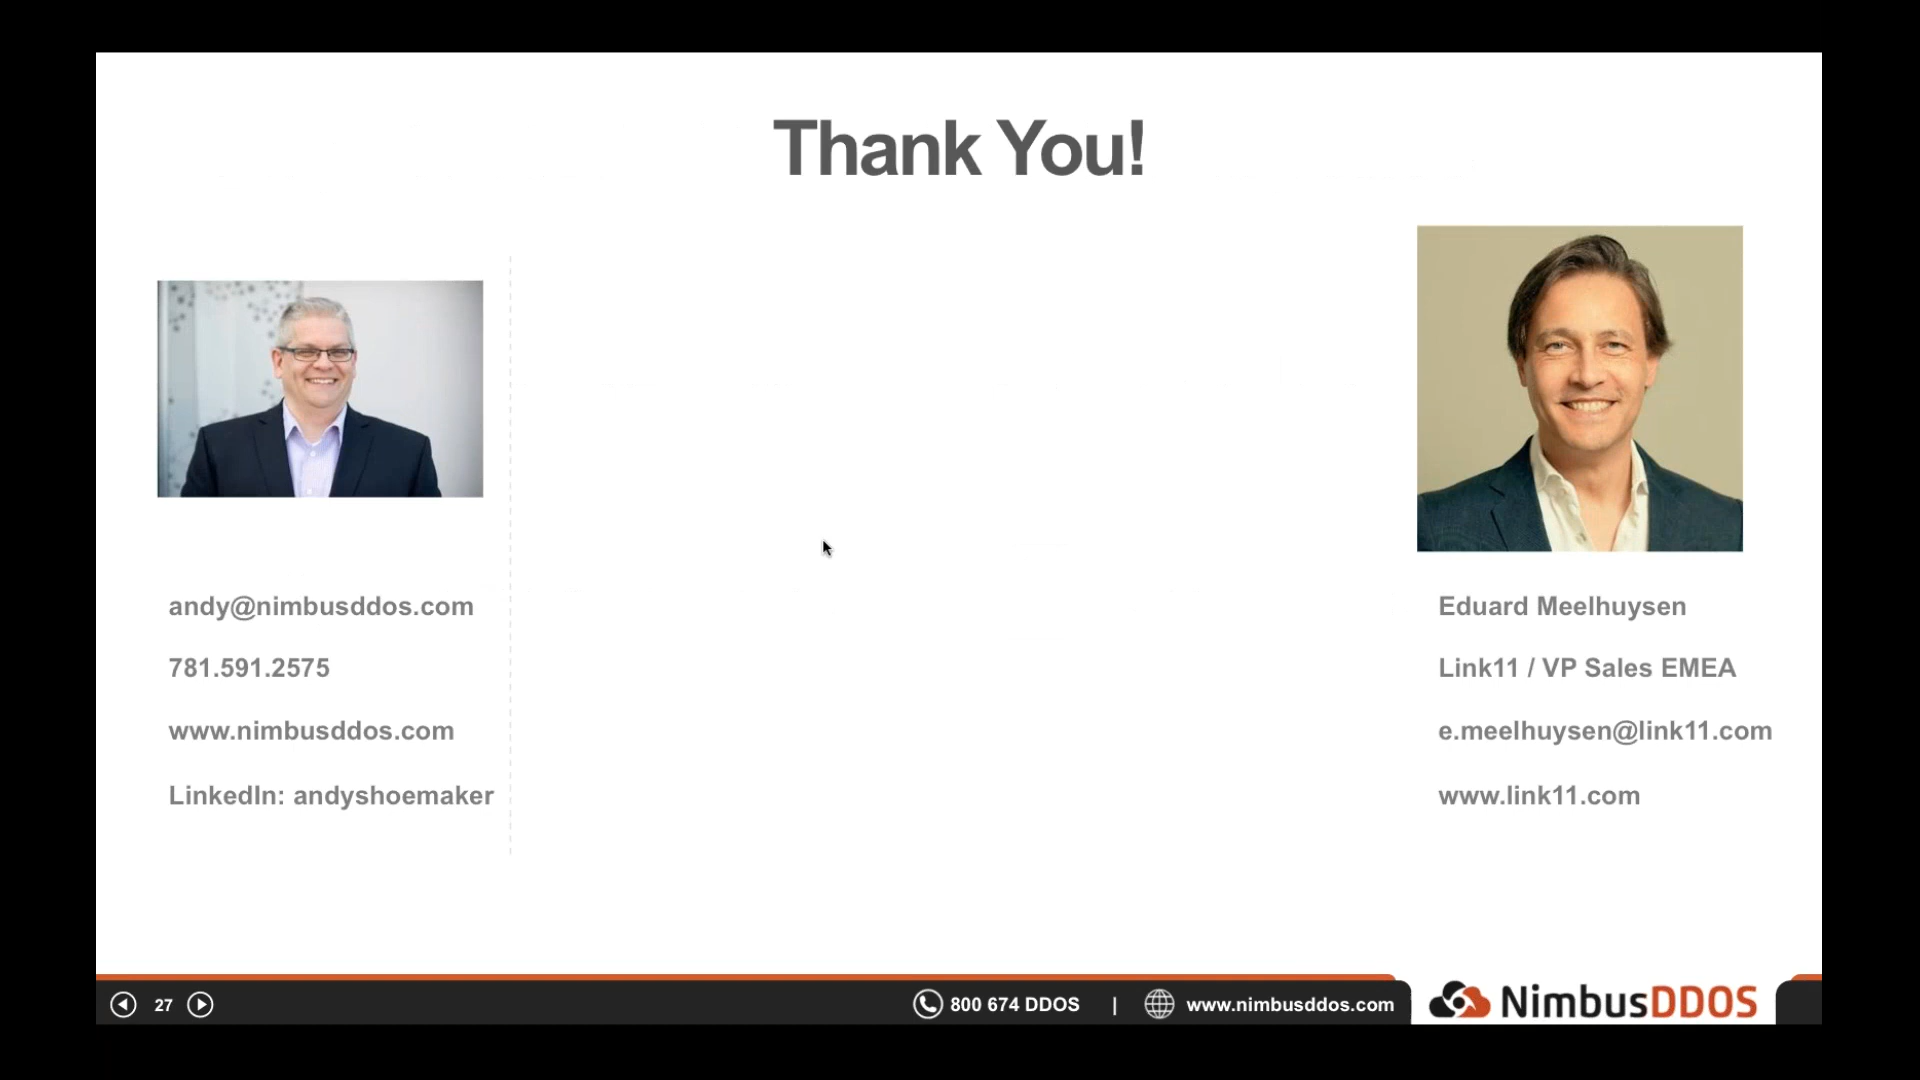 Thank You!
andy@nimbusddos.com
781.591.2575
www.nimbusddos.com
LinkedIn: andyshoemaker
Eduard Meelhuysen
Link11 / VP Sales EMEA
e.meelhuysen@link11.com
www.link11.com
27
800 674 DDOS | www.nimbusddos.com
NimbusDDOS